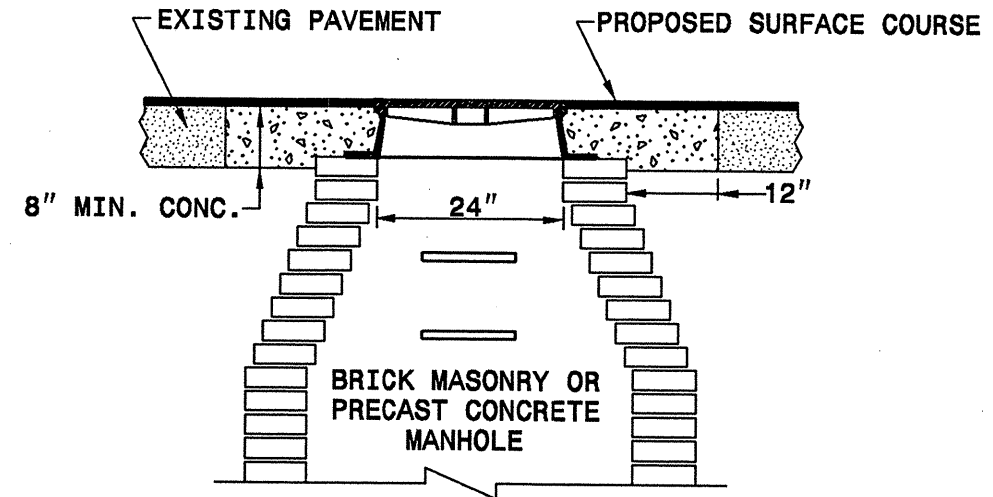 EXISTING PAVEMENT
PROPOSED SURFACE COURSE
8" MIN. CONC.
24"
12"
BRICK MASONRY OR
PRECAST CONCRETE
MANHOLE